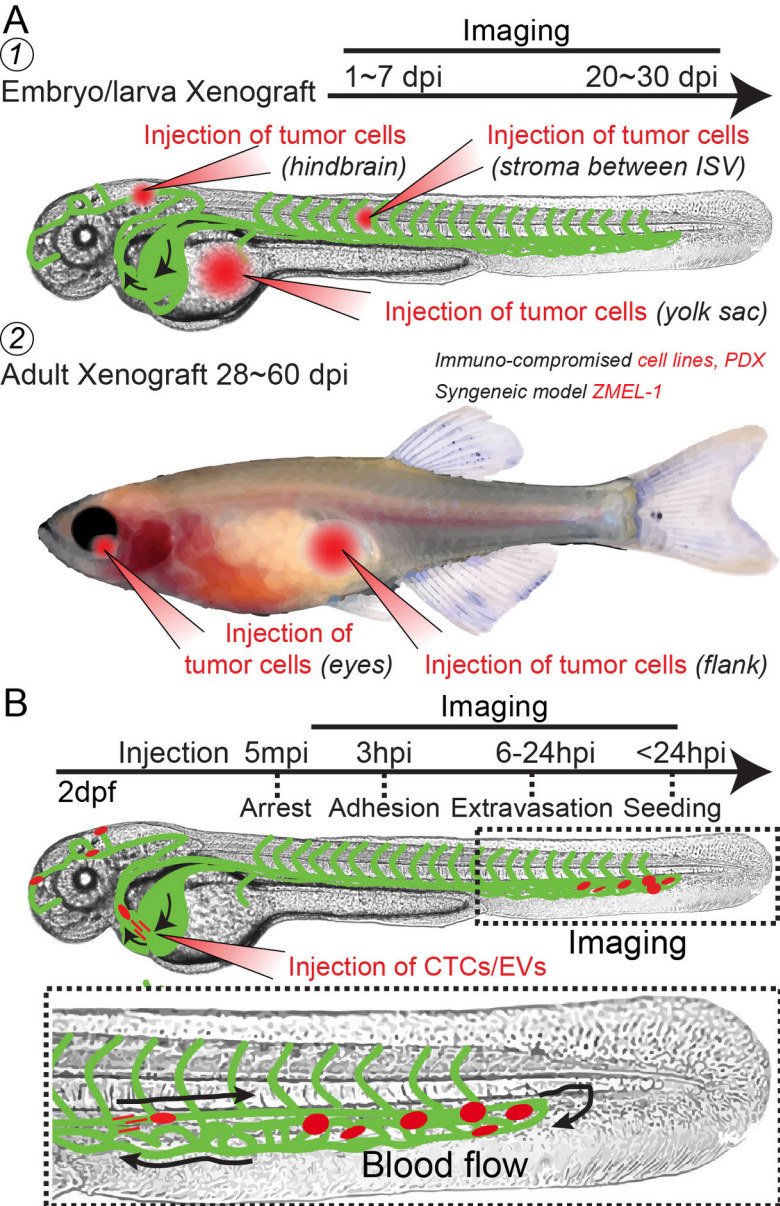 A
1
Imaging
1~7 dpi 20~30 dpi
Embryo/larva Xenograft
Injection of tumor cells
(hindbrain)
Injection of tumor cells
(stroma between ISV)
Injection of tumor cells (yolk sac)
2
Adult Xenograft 28~60 dpi
Immuno-compromised cell lines, PDX
Syngeneic model ZMEL-1
Injection of
tumor cells (eyes)
Injection of tumor cells (flank)
B
Imaging
Injection 5mpi 3hpi 6-24hpi <24hpi
2dpf
Arrest Adhesion Extravasation Seeding
Imaging
Injection of CTCs/EVs
Blood flow